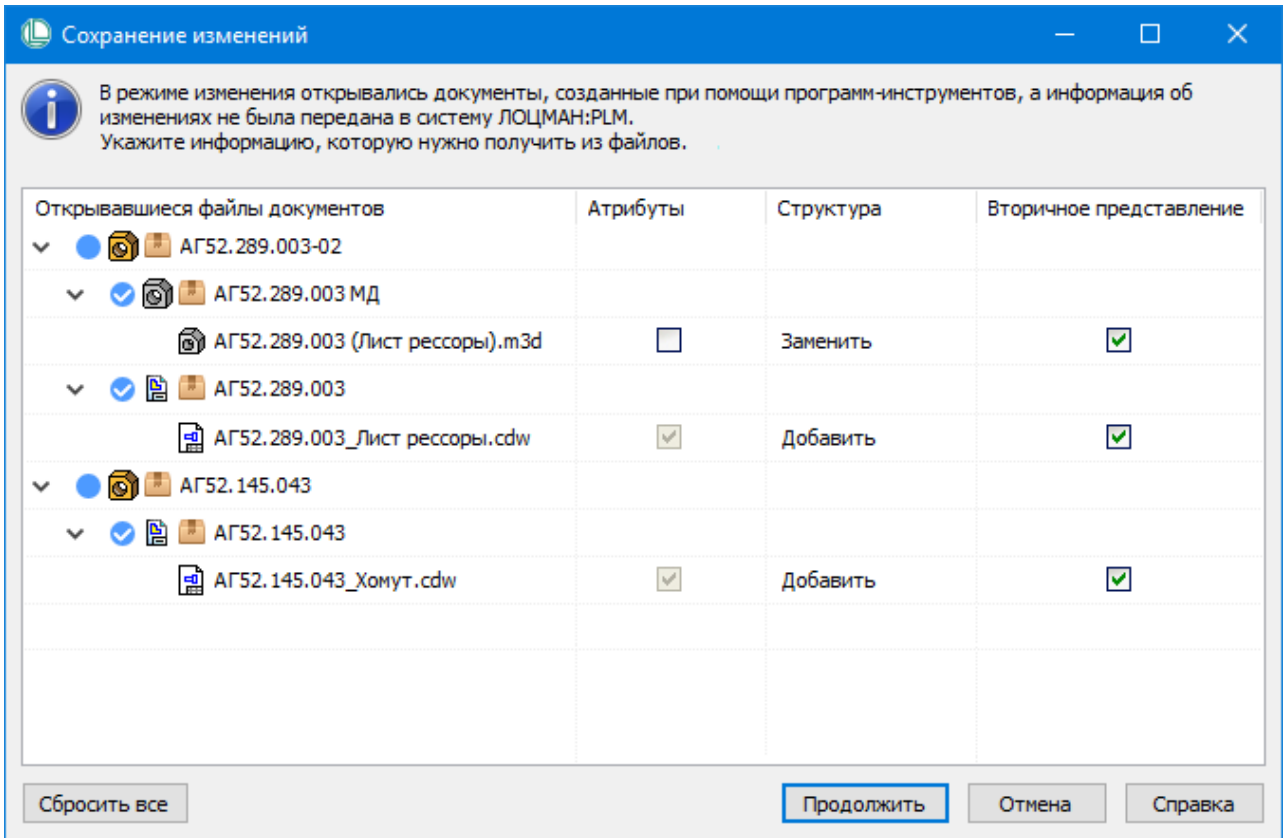 Сохранение изменений
В режиме изменения открывались документы, созданные при помощи программ-инструментов, а информация об
изменениях не была передана в систему ЛОЦМАН:PLM.
Укажите информацию, которую нужно получить из файлов.
Открывавшиеся файлы документов Атрибуты Структура Вторичное представление
АГ52.289.003-02
АГ52.289.003 МД
АГ52.289.003 (Лист рессоры).m3d Заменить
АГ52.289.003
АГ52.289.003_Лист рессоры.cdw Добавить
АГ52.145.043
АГ52.145.043
АГ52.145.043_Хомут.cdw Добавить
Сбросить все Продолжить Отмена Справка